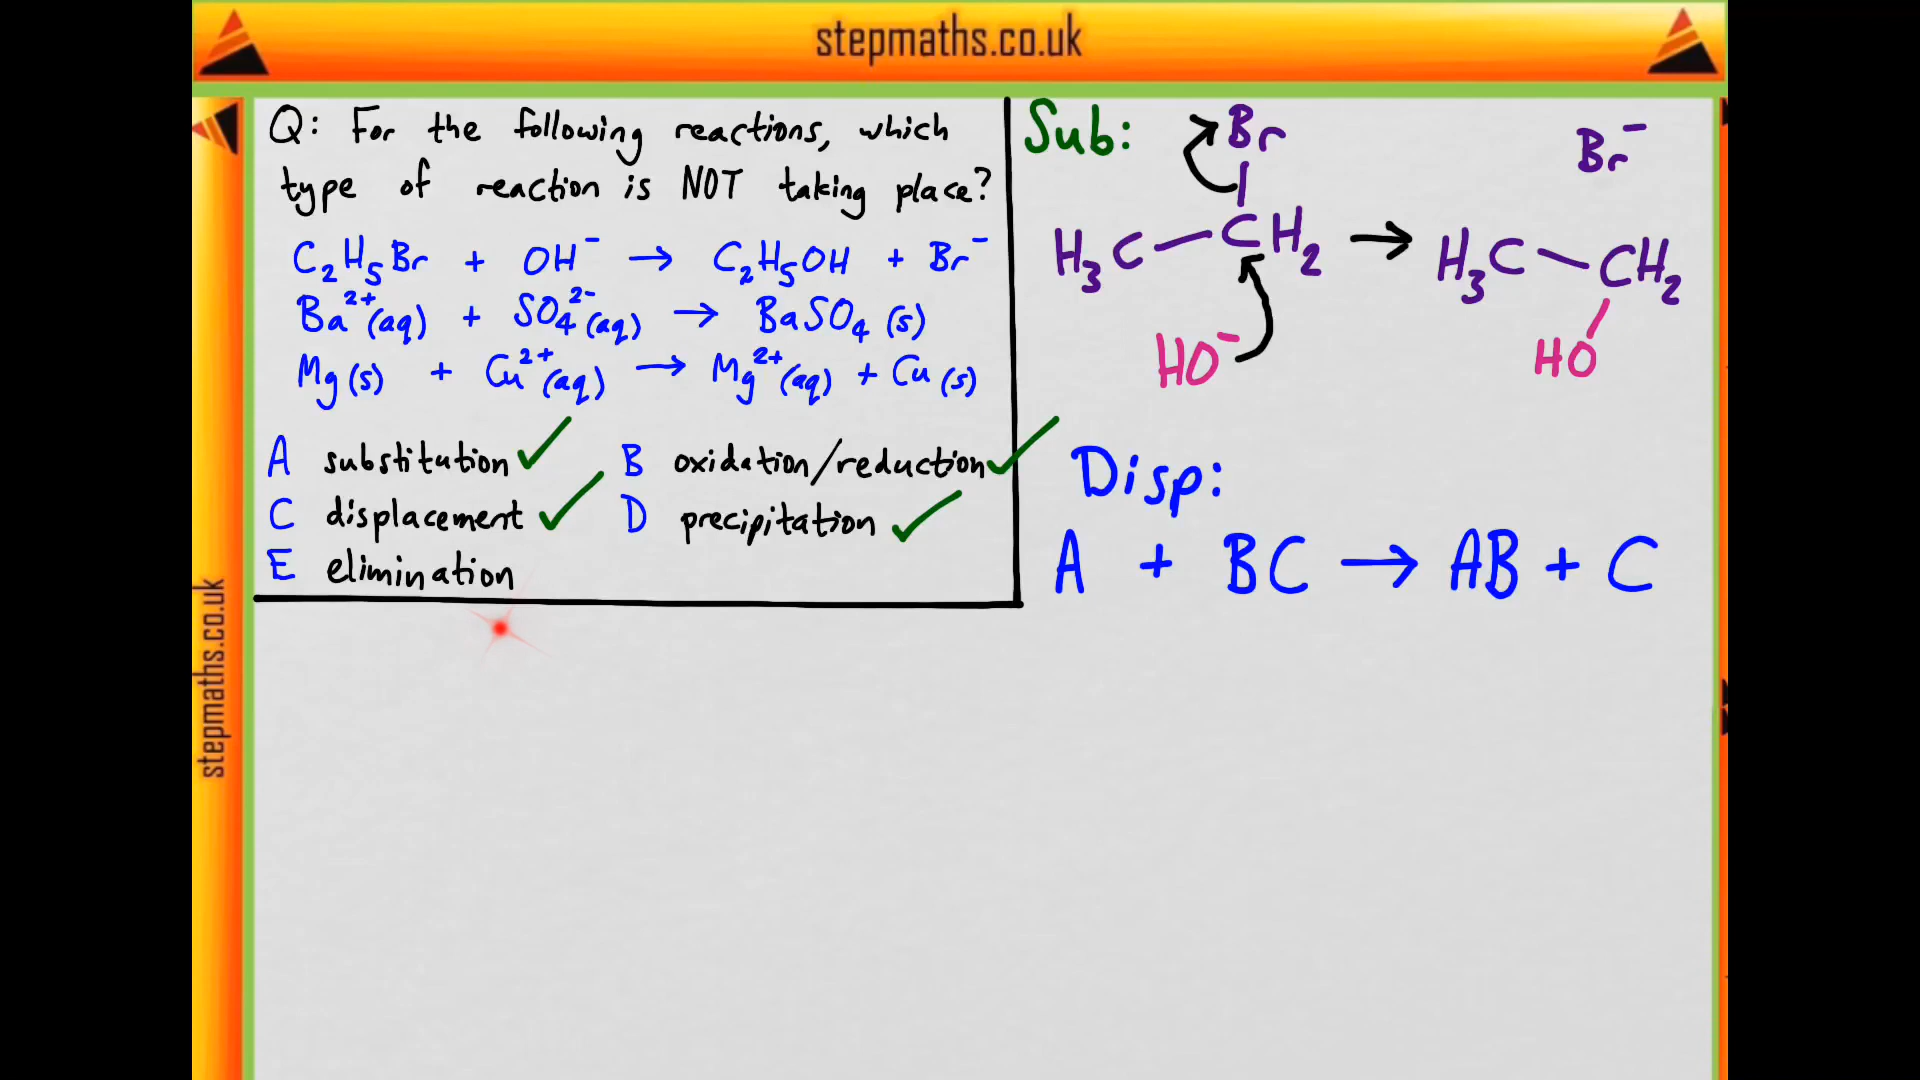 stepmaths.co.uk
Q: For the following reactions, which
type of reaction is NOT taking place?
C₂H₅Br + OH⁻ → C₂H₅OH + Br⁻
Ba²⁺(aq) + SO₄²⁻(aq) → BaSO₄(s)
Mg(s) + Cu²⁺(aq) → Mg²⁺(aq) + Cu(s)
A substitution ✓ B oxidation/reduction ✓
C displacement ✓ D precipitation ✓
E elimination
Sub:
Br
H₃C — CH₂ →
HO⁻
Br⁻
H₃C — CH₂
HO
Disp:
A + BC → AB + C
stepmaths.co.uk